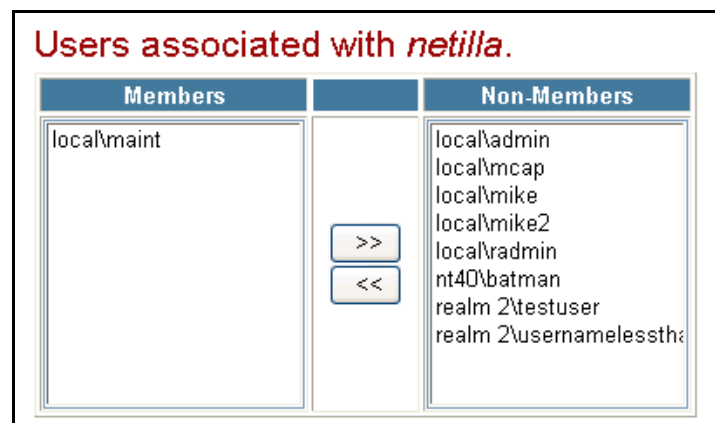 Users associated with netilla.
Members
Non-Members
local\maint
>>
<<
local\admin
local\mcap
local\mike
local\mike2
local\radmin
nt40\batman
realm 2\testuser
realm 2\usernamelesstha